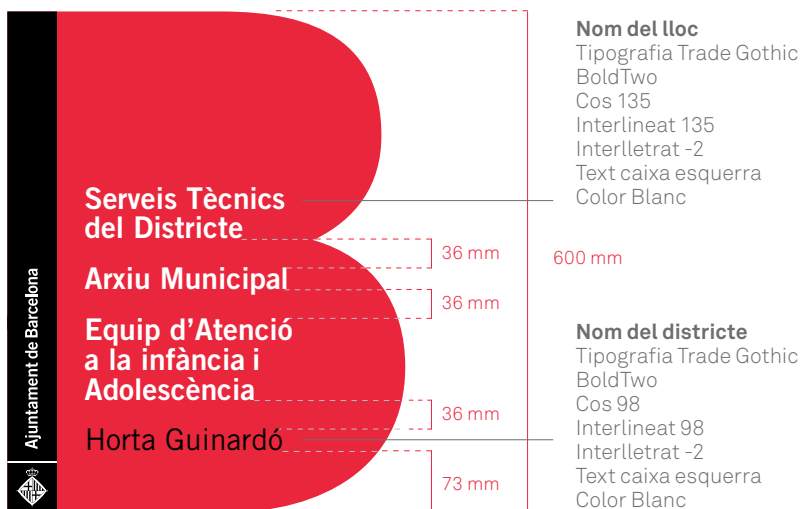 Ajuntament de Barcelona
Serveis Tècnics
del Districte
Arxiu Municipal
Equip d’Atenció
a la infància i
Adolescència
Horta Guinardó
36 mm
36 mm
36 mm
73 mm
600 mm
Nom del lloc
Tipografia Trade Gothic
BoldTwo
Cos 135
Interlineat 135
Interlletrat -2
Text caixa esquerra
Color Blanc
Nom del districte
Tipografia Trade Gothic
BoldTwo
Cos 98
Interlineat 98
Interlletrat -2
Text caixa esquerra
Color Blanc